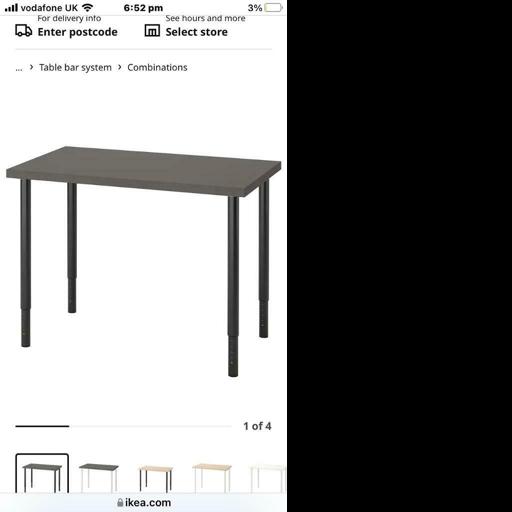 vodafone UK 6:52 pm 3%
For delivery info See hours and more
Enter postcode Select store
... › Table bar system › Combinations
1 of 4
ikea.com